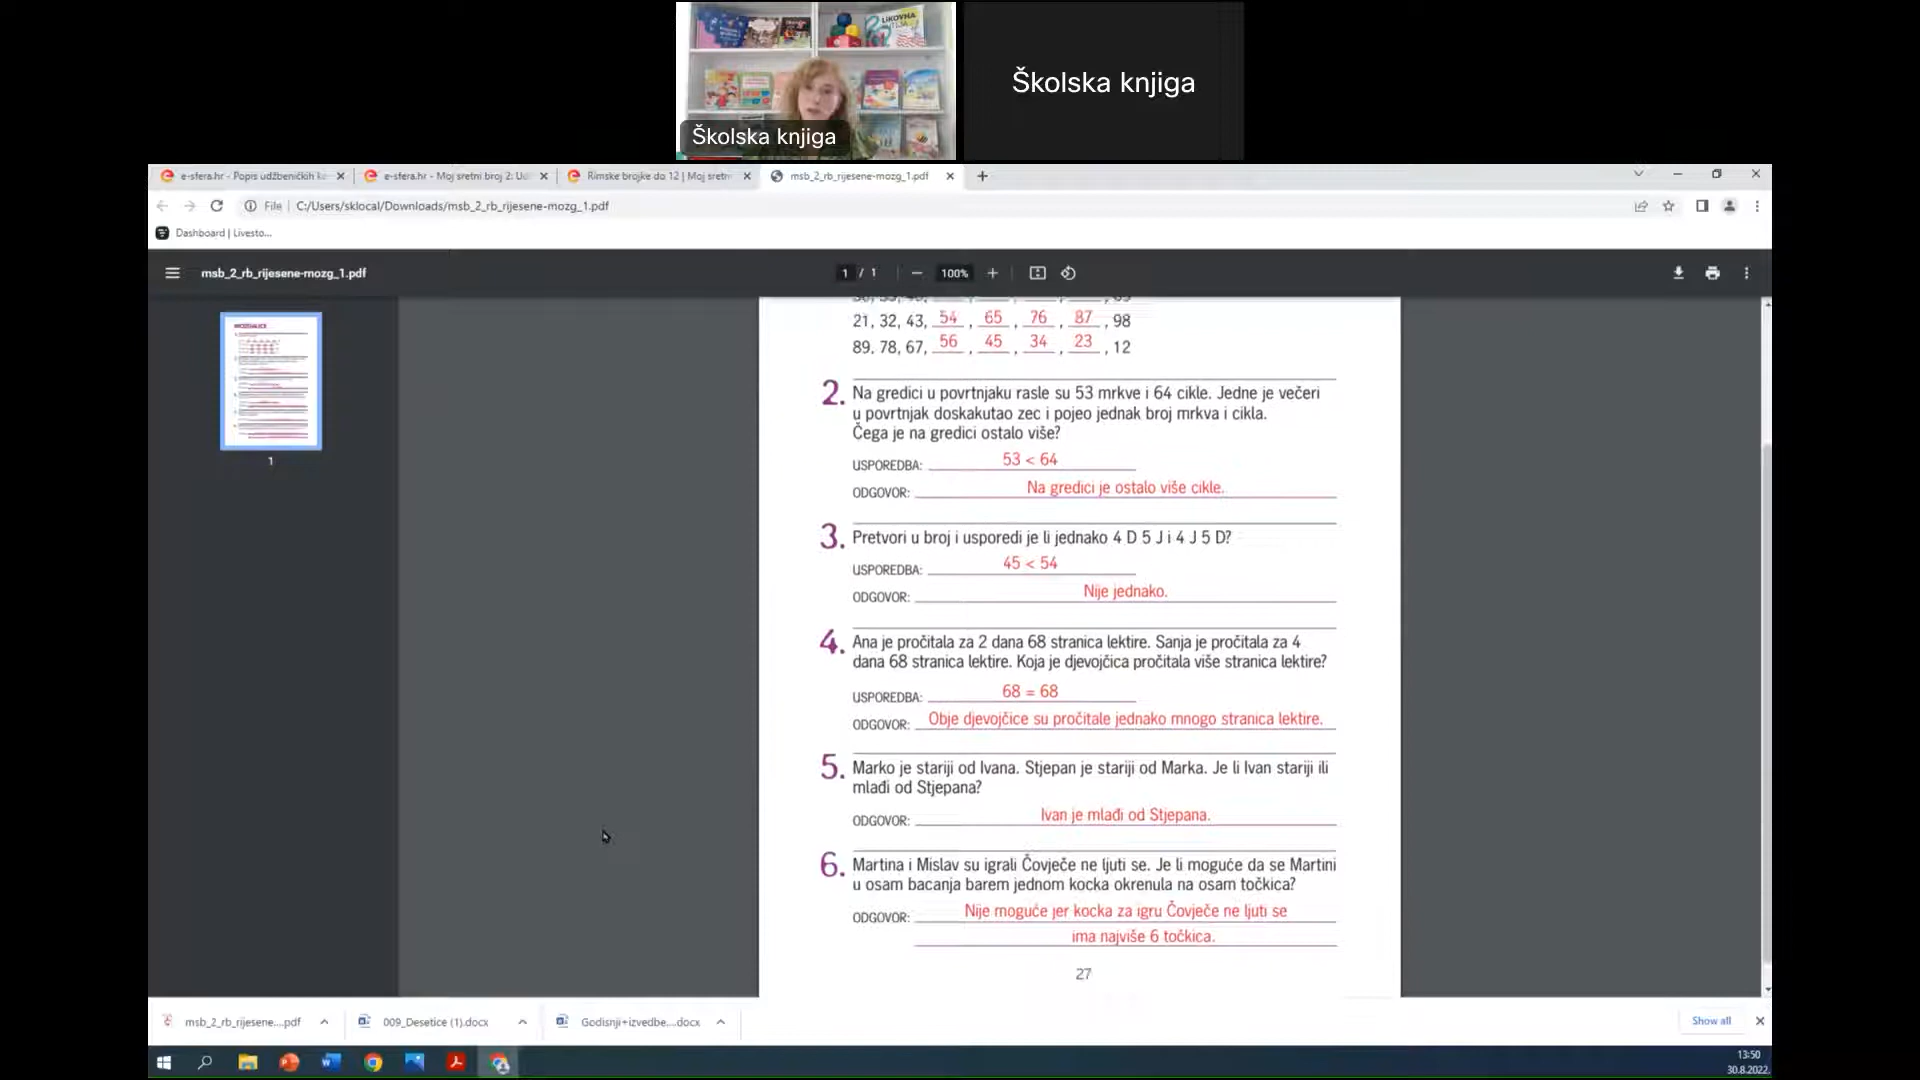 LIKOVNA
Školska knjiga
Školska knjiga
e-sfera.hr - Popis udžbeničkih
e-sfera.hr - Moj sretni broj 2:
Rimske brojke do 12 | Moj sretn
msb_2_rb_rijesene-mozg_1.pdf
File | C:/Users/sklocal/Downloads/msb_2_rb_rijesene-mozg_1.pdf
Dashboard | Livesto...
msb_2_rb_rijesene-mozg_1.pdf
1 / 1
100%
MOZGALICE
1
21, 32, 43, 54, 65, 76, 87, 98
89, 78, 67, 56, 45, 34, 23, 12
2. Na gredici u povrtnjaku rasle su 53 mrkve i 64 cikle. Jedne je večeri
u povrtnjak doskakutao zec i pojeo jednak broj mrkva i cikla.
Čega je na gredici ostalo više?
USPOREDBA: 53 < 64
ODGOVOR: Na gredici je ostalo više cikle.
3. Pretvori u broj i usporedi je li jednako 4 D 5 J i 4 J 5 D?
USPOREDBA: 45 < 54
ODGOVOR: Nije jednako.
4. Ana je pročitala za 2 dana 68 stranica lektire. Sanja je pročitala za 4
dana 68 stranica lektire. Koja je djevojčica pročitala više stranica lektire?
USPOREDBA: 68 = 68
ODGOVOR: Obje djevojčice su pročitale jednako mnogo stranica lektire.
5. Marko je stariji od Ivana. Stjepan je stariji od Marka. Je li Ivan stariji ili
mlađi od Stjepana?
ODGOVOR: Ivan je mlađi od Stjepana.
6. Martina i Mislav su igrali Čovječe ne ljuti se. Je li moguće da se Martini
u osam bacanja barem jednom kocka okrenula na osam točkica?
ODGOVOR: Nije moguće jer kocka za igru Čovječe ne ljuti se
ima najviše 6 točkica.
27
msb_2_rb_rijesene....pdf
009_Desetice (1).docx
Godisnji+izvedbe....docx
Show all
13:50
30.8.2022.